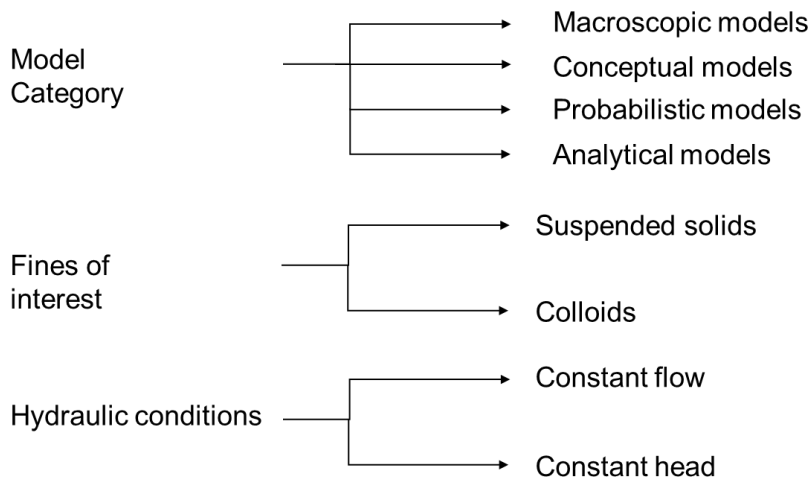 Model
Category
Macroscopic models
Conceptual models
Probabilistic models
Analytical models
Fines of
interest
Suspended solids
Colloids
Hydraulic conditions
Constant flow
Constant head